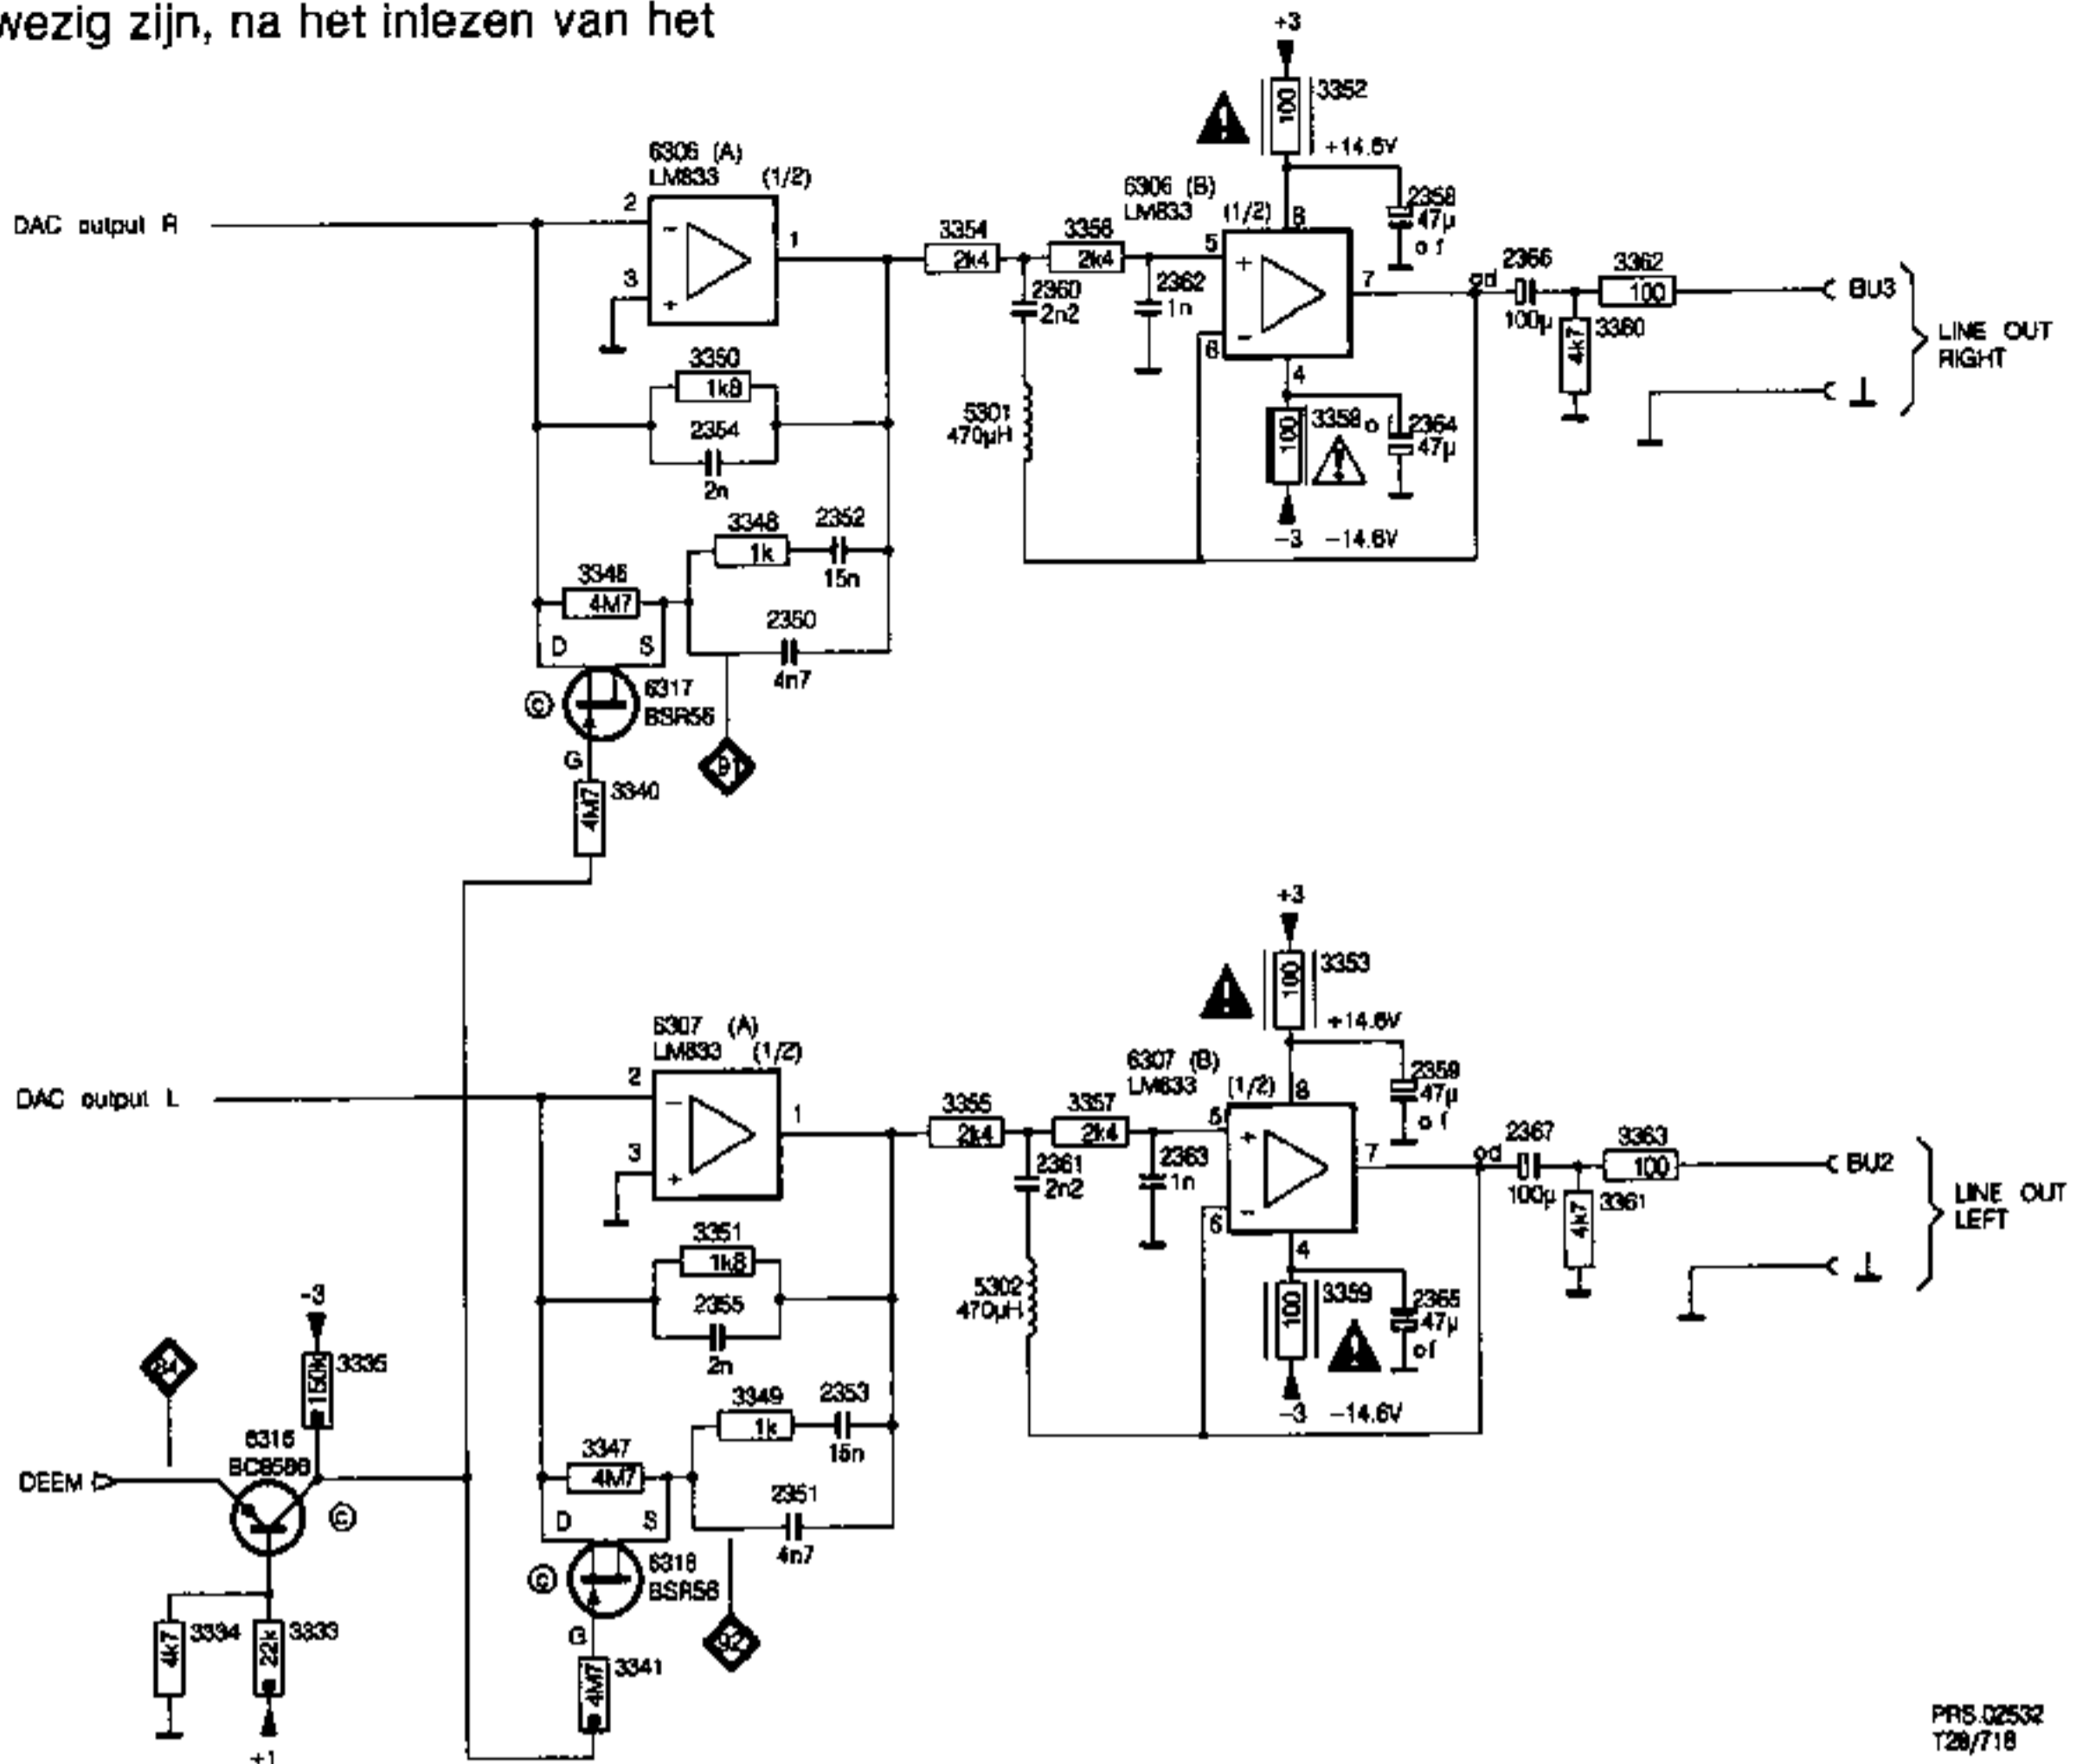 wezig zijn, na het inlezen van het
+3
3352
100
+14.6V
6306 (A)
LM833 (1/2)
2
3
1
DAC output R
6306 (B)
LM833 (1/2)
8
2358
47µ
o f
3354
2k4
3356
2k4
5
6
7
2360
2n2
2362
1n
od
2366
100µ
3362
100
BU3
3360
4k7
LINE OUT
RIGHT
3350
1k8
2354
2n
5301
470µH
4
3358
100
o f
2364
47µ
-3 -14.6V
3348
1k
2352
15n
3346
4M7
D S
2350
4n7
6317
BSR56
C
G
91
3340
4M7
+3
3353
100
+14.6V
6307 (A)
LM833 (1/2)
2
3
1
DAC output L
6307 (B)
LM833 (1/2)
8
2359
47µ
o f
3355
2k4
3357
2k4
5
6
7
2361
2n2
2363
1n
od
2367
100µ
3363
100
BU2
3361
4k7
LINE OUT
LEFT
3351
1k8
2355
2n
5302
470µH
4
3359
100
2365
47µ
o f
-3 -14.6V
-3
3335
150k
3349
1k
2353
15n
DEEM
C
3347
4M7
D S
2351
4n7
6318
BSR56
C
G
92
3334
4k7
3333
22k
3341
4M7
+1
PRS.02532